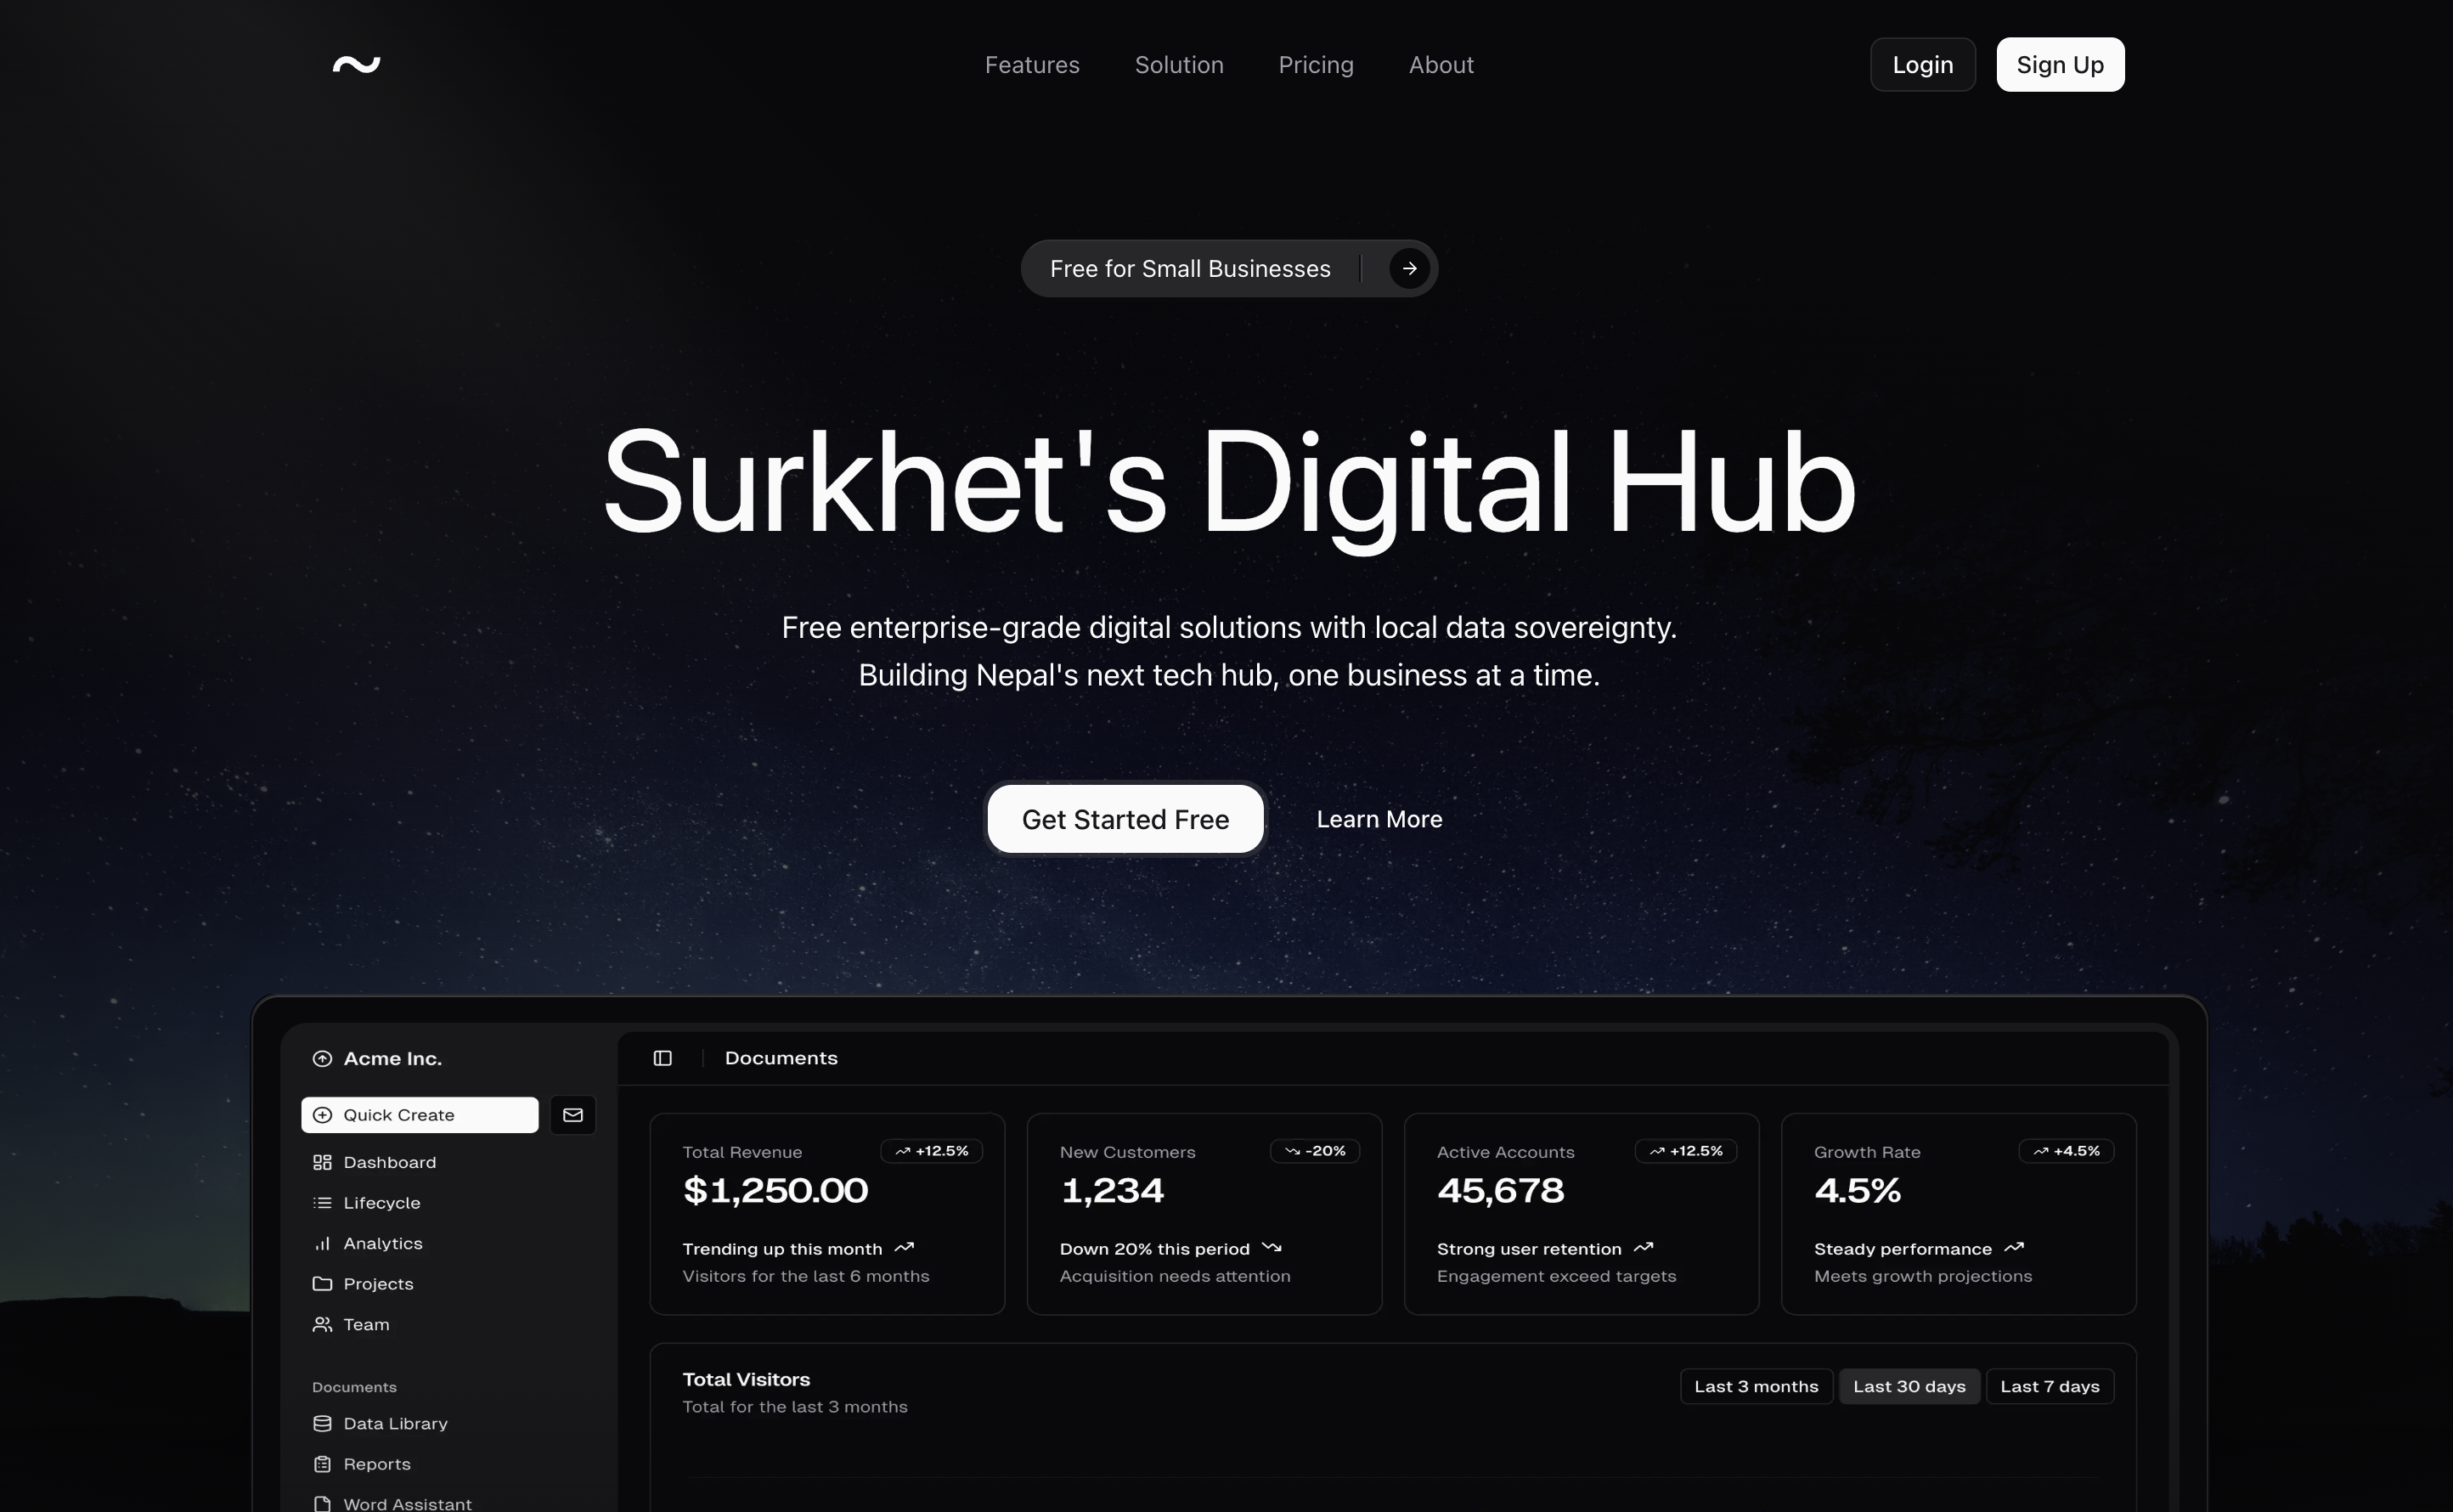 Features Solution Pricing About Login Sign Up
Free for Small Businesses
Surkhet's Digital Hub
Free enterprise-grade digital solutions with local data sovereignty.
Building Nepal's next tech hub, one business at a time.
Get Started Free Learn More
Acme Inc.
Quick Create
Dashboard
Lifecycle
Analytics
Projects
Team
Documents
Data Library
Reports
Word Assistant
Documents
Total Revenue +12.5%
$1,250.00
Trending up this month
Visitors for the last 6 months
New Customers -20%
1,234
Down 20% this period
Acquisition needs attention
Active Accounts +12.5%
45,678
Strong user retention
Engagement exceed targets
Growth Rate +4.5%
4.5%
Steady performance
Meets growth projections
Total Visitors
Total for the last 3 months
Last 3 months Last 30 days Last 7 days